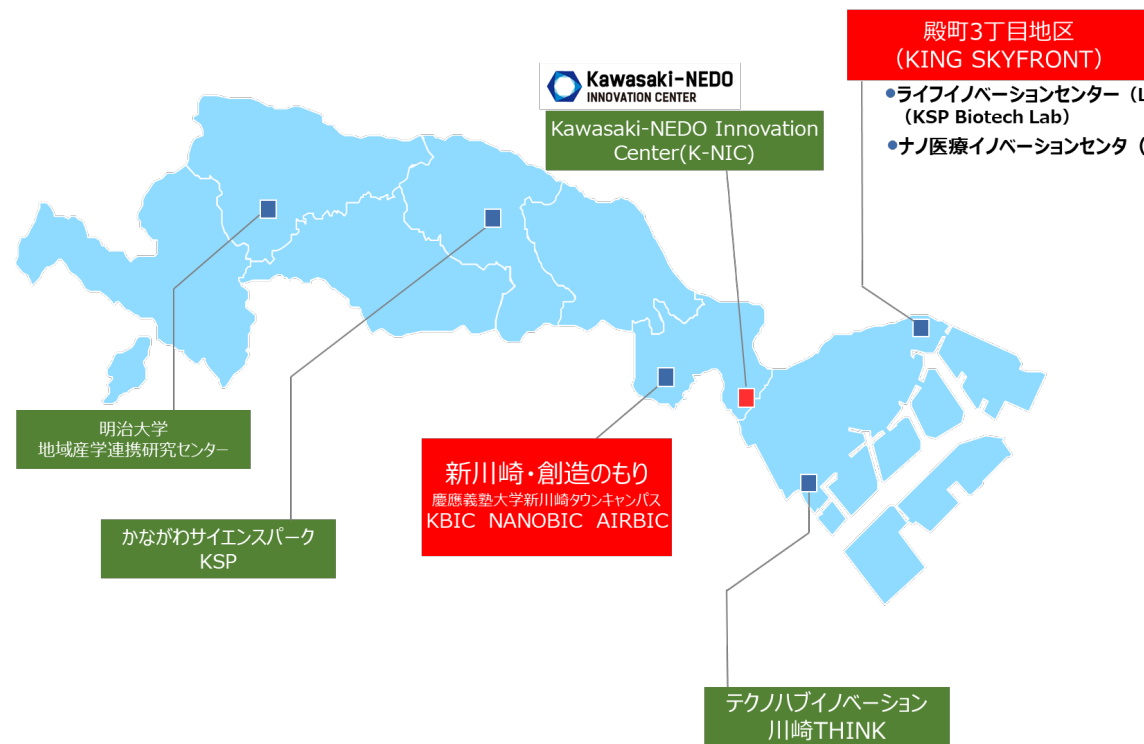 殿町3丁目地区
(KING SKYFRONT)
●ライフイノベーションセンター（L
（KSP Biotech Lab）
●ナノ医療イノベーションセンタ（
Kawasaki-NEDO
INNOVATION CENTER
Kawasaki-NEDO Innovation
Center(K-NIC)
明治大学
地域産学連携研究センター
新川崎・創造のもり
慶應義塾大学新川崎タウンキャンパス
KBIC NANOBIC AIRBIC
かながわサイエンスパーク
KSP
テクノハブイノベーション
川崎THINK